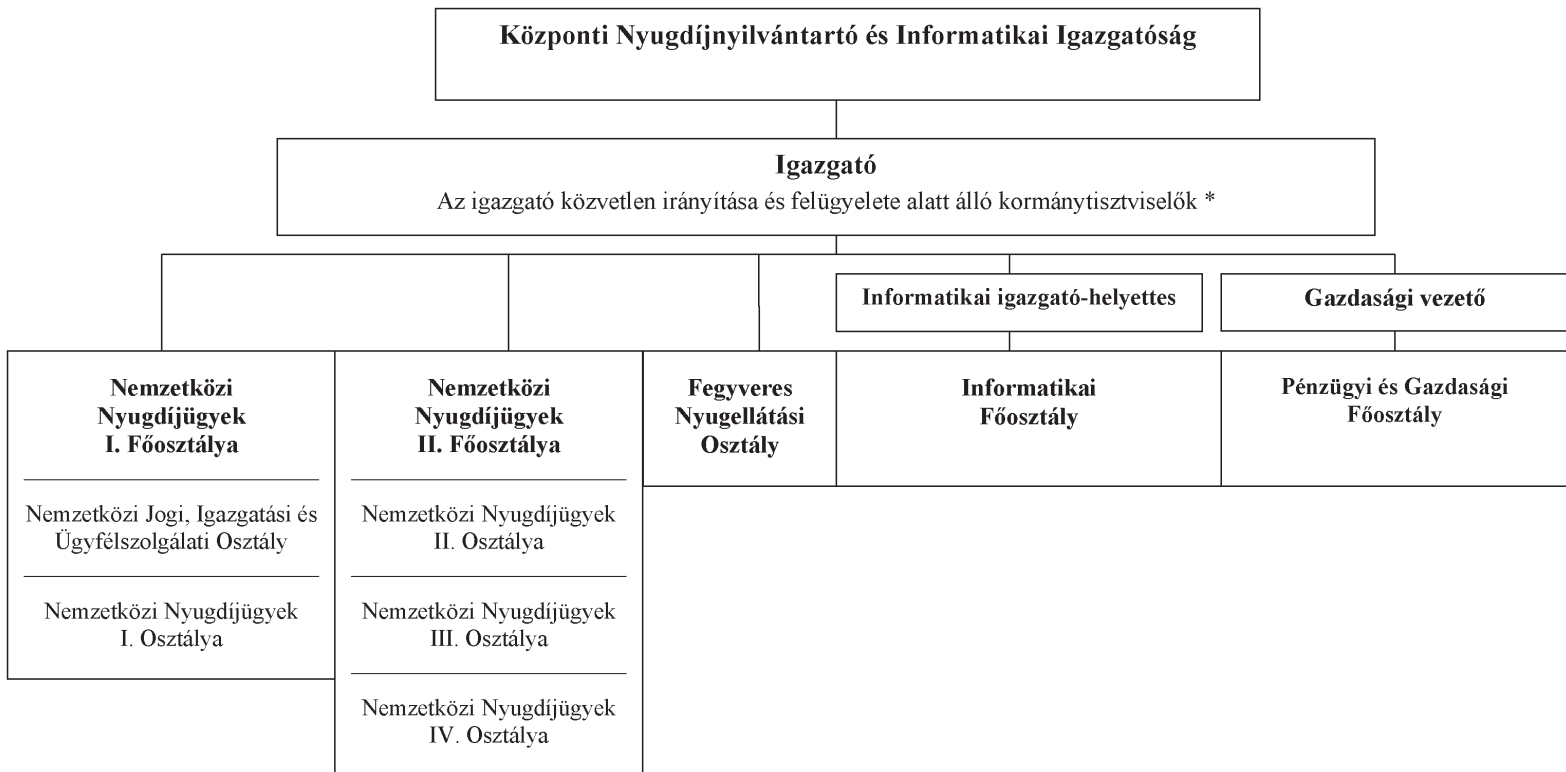 Központi Nyugdíjnyilvántartó és Informatikai Igazgatóság
Igazgató
Az igazgató közvetlen irányítása és felügyelete alatt álló kormánytisztviselők *
Informatikai igazgató-helyettes
Gazdasági vezető
Nemzetközi
Nyugdíjügyek
I. Főosztálya
Nemzetközi Jogi, Igazgatási és
Ügyfélszolgálati Osztály
Nemzetközi Nyugdíjügyek
I. Osztálya
Nemzetközi
Nyugdíjügyek
II. Főosztálya
Nemzetközi Nyugdíjügyek
II. Osztálya
Nemzetközi Nyugdíjügyek
III. Osztálya
Nemzetközi Nyugdíjügyek
IV. Osztálya
Fegyveres
Nyugellátási
Osztály
Informatikai
Főosztály
Pénzügyi és Gazdasági
Főosztály